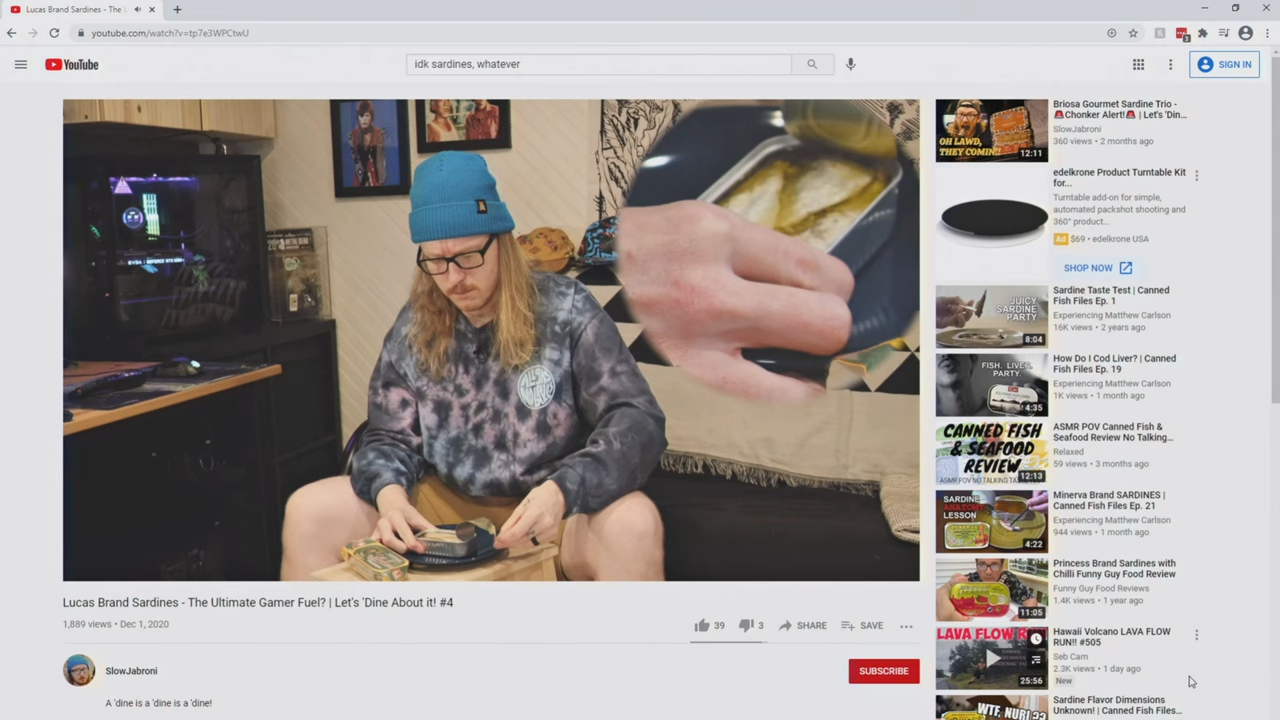 Lucas Brand Sardines - The U
youtube.com/watch?v=tp7e3WPCtwU
3
YouTube
idk sardines, whatever
SIGN IN
Lucas Brand Sardines - The Ultimate Gamer Fuel? | Let's 'Dine About it! #4
1,889 views • Dec 1, 2020
39
3
SHARE
SAVE
SlowJabroni
SUBSCRIBE
A 'dine is a 'dine is a 'dine!
OH LAWD,
THEY COMIN!!
12:11
Briosa Gourmet Sardine Trio -
🚨Chonker Alert!🚨 | Let's 'Din...
SlowJabroni
360 views • 2 months ago
edelkrone Product Turntable Kit
for...
Turntable add-on for simple,
automated packshot shooting and
360° product...
Ad $69 • edelkrone USA
SHOP NOW
JUICY
SARDINE
PARTY
8:04
Sardine Taste Test | Canned
Fish Files Ep. 1
Experiencing Matthew Carlson
16K views • 2 years ago
FISH. LIVER.
PARTY.
4:35
How Do I Cod Liver? | Canned
Fish Files Ep. 19
Experiencing Matthew Carlson
1K views • 1 month ago
CANNED FISH
& SEAFOOD
REVIEW
ASMR POV NO TALKING
12:13
ASMR POV Canned Fish &
Seafood Review No Talking...
Relaxed
59 views • 3 months ago
SARDINE
ANATOMY
LESSON
4:22
Minerva Brand SARDINES |
Canned Fish Files Ep. 21
Experiencing Matthew Carlson
944 views • 1 month ago
11:05
Princess Brand Sardines with
Chilli Funny Guy Food Review
Funny Guy Food Reviews
1.4K views • 1 year ago
LAVA FLOW R
25:56
Hawaii Volcano LAVA FLOW
RUN!! #505
Seb Cam
2.3K views • 1 day ago
New
WTF, NURI??
Sardine Flavor Dimensions
Unknown! | Canned Fish Files...